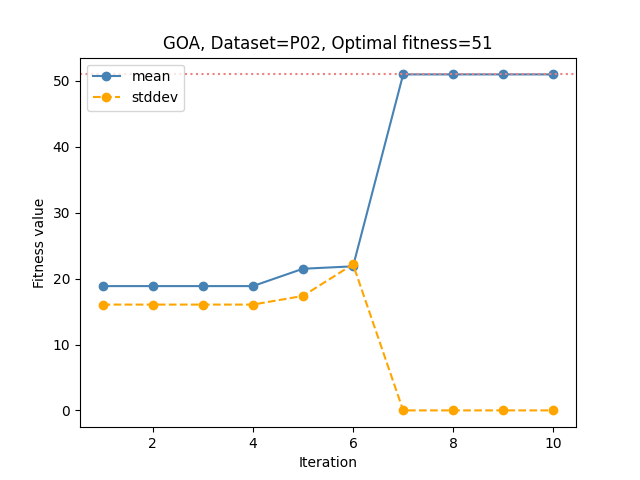 GOA, Dataset=P02, Optimal fitness=51
mean
stddev
Fitness value
50
40
30
20
10
0
2 4 6 8 10
Iteration